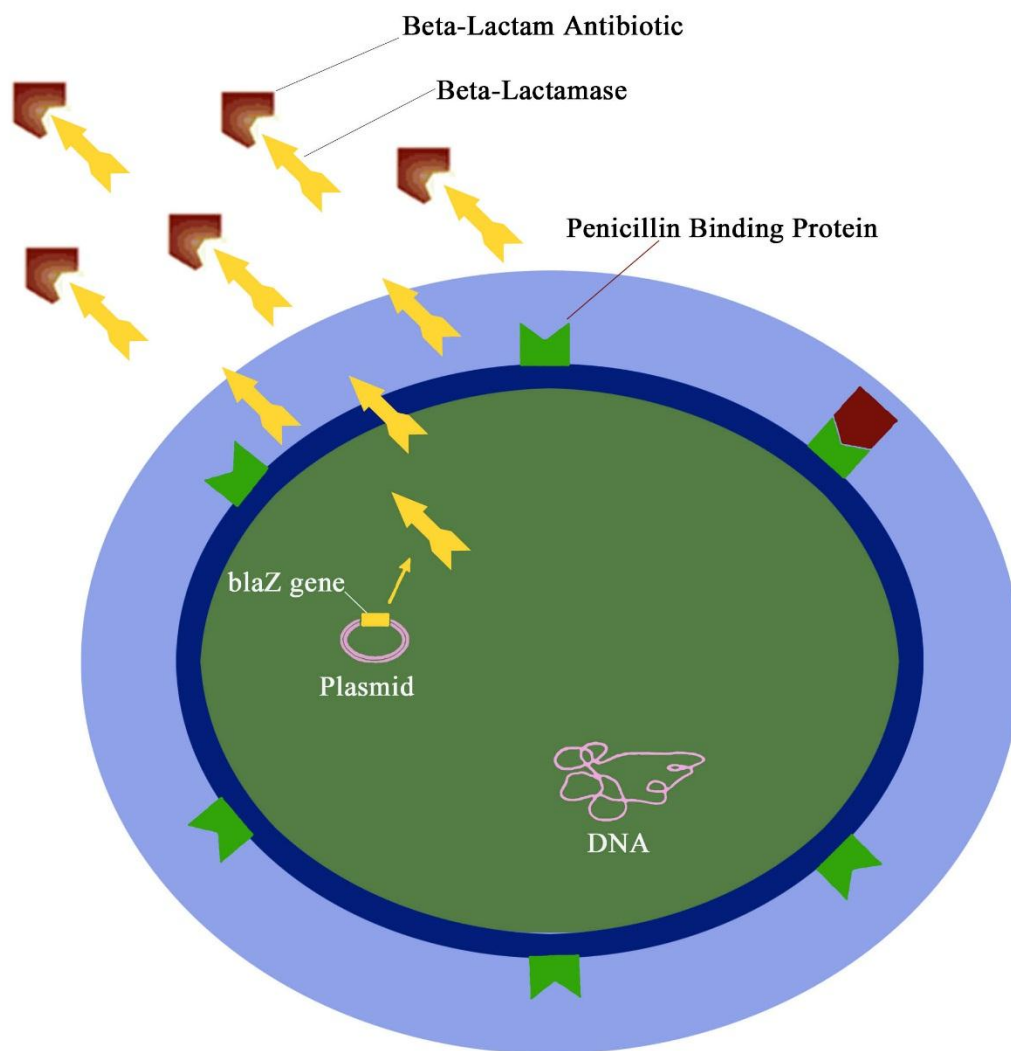 Beta-Lactam Antibiotic
Beta-Lactamase
Penicillin Binding Protein
blaZ gene
Plasmid
DNA